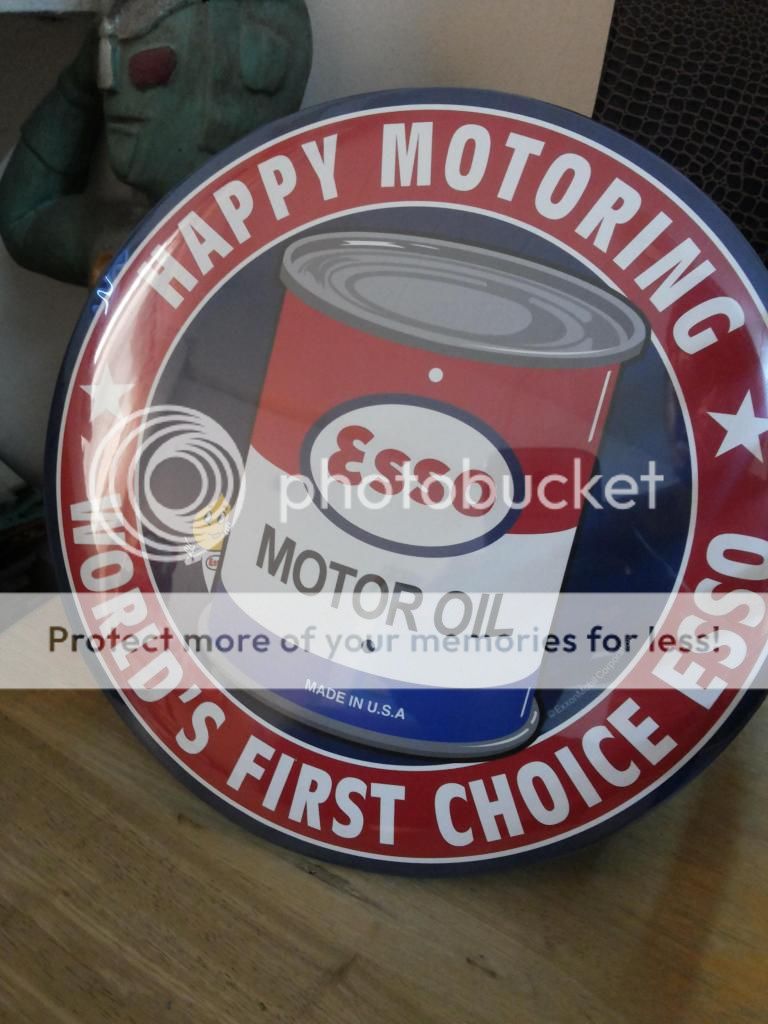 HAPPY MOTORING
Esso
photobucket
MOTOR OIL
Protect more of your memories for less!
MADE IN U.S.A
WORLD'S FIRST CHOICE ESSO